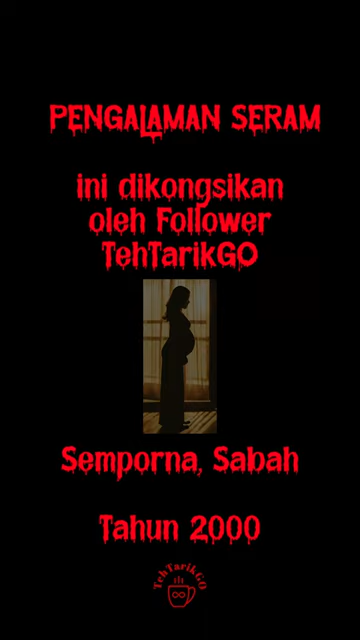 PENGALAMAN SERAM
ini dikongsikan
oleh Follower
TehTarikGO
Semporna, Sabah
Tahun 2000
TehTarikGO